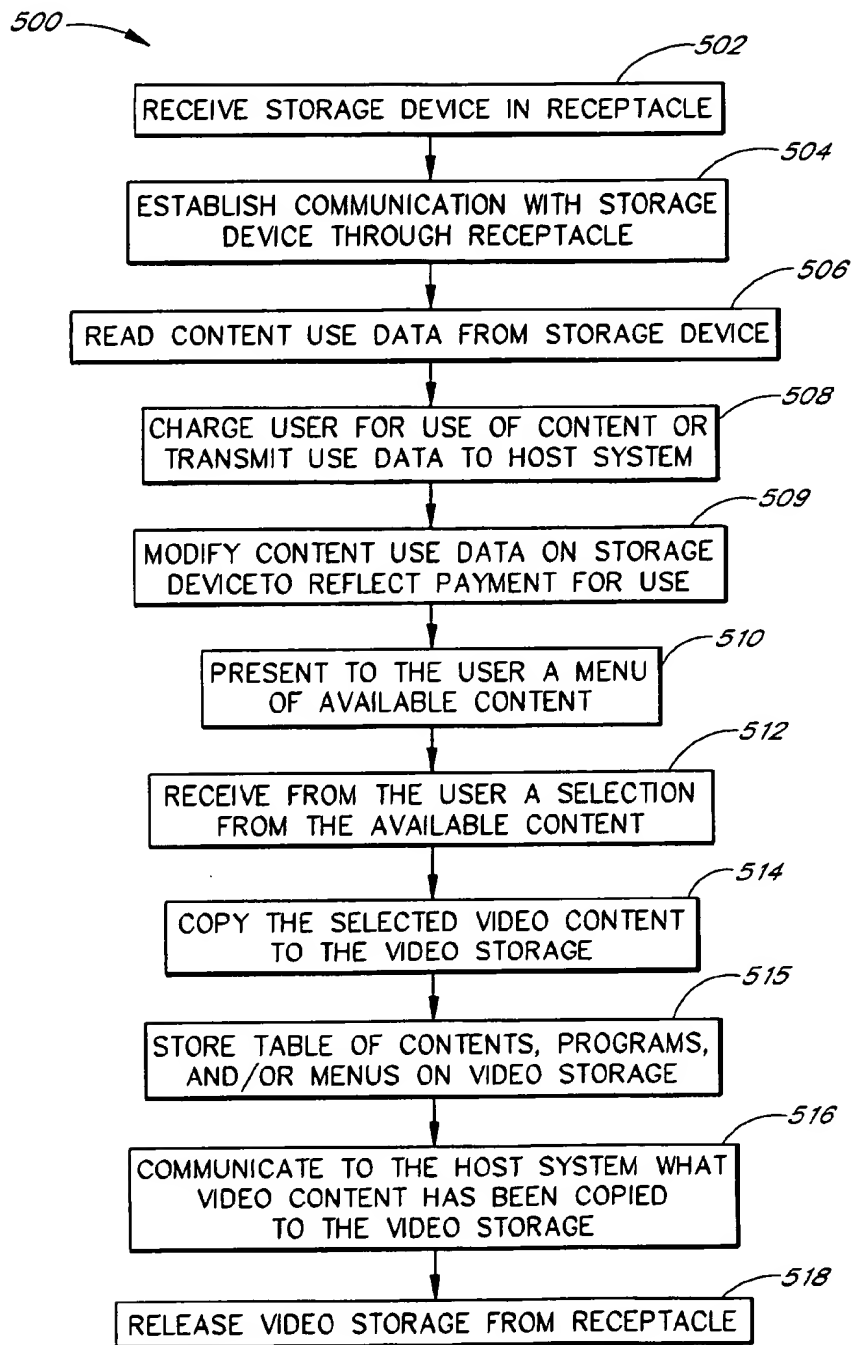 500
502
RECEIVE STORAGE DEVICE IN RECEPTACLE
504
ESTABLISH COMMUNICATION WITH STORAGE
DEVICE THROUGH RECEPTACLE
506
READ CONTENT USE DATA FROM STORAGE DEVICE
508
CHARGE USER FOR USE OF CONTENT OR
TRANSMIT USE DATA TO HOST SYSTEM
509
MODIFY CONTENT USE DATA ON STORAGE
DEVICETO REFLECT PAYMENT FOR USE
510
PRESENT TO THE USER A MENU
OF AVAILABLE CONTENT
512
RECEIVE FROM THE USER A SELECTION
FROM THE AVAILABLE CONTENT
514
COPY THE SELECTED VIDEO CONTENT
TO THE VIDEO STORAGE
515
STORE TABLE OF CONTENTS, PROGRAMS,
AND/OR MENUS ON VIDEO STORAGE
516
COMMUNICATE TO THE HOST SYSTEM WHAT
VIDEO CONTENT HAS BEEN COPIED
TO THE VIDEO STORAGE
518
RELEASE VIDEO STORAGE FROM RECEPTACLE